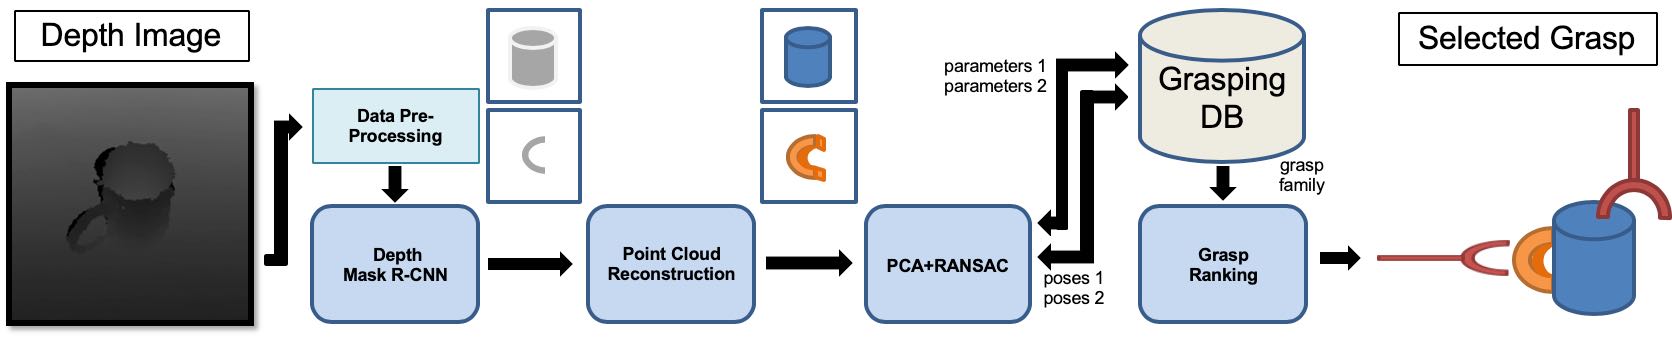 Depth Image
Data Pre-
Processing
Depth
Mask R-CNN
Point Cloud
Reconstruction
PCA+RANSAC
parameters 1
parameters 2
poses 1
poses 2
Grasping
DB
grasp
family
Grasp
Ranking
Selected Grasp